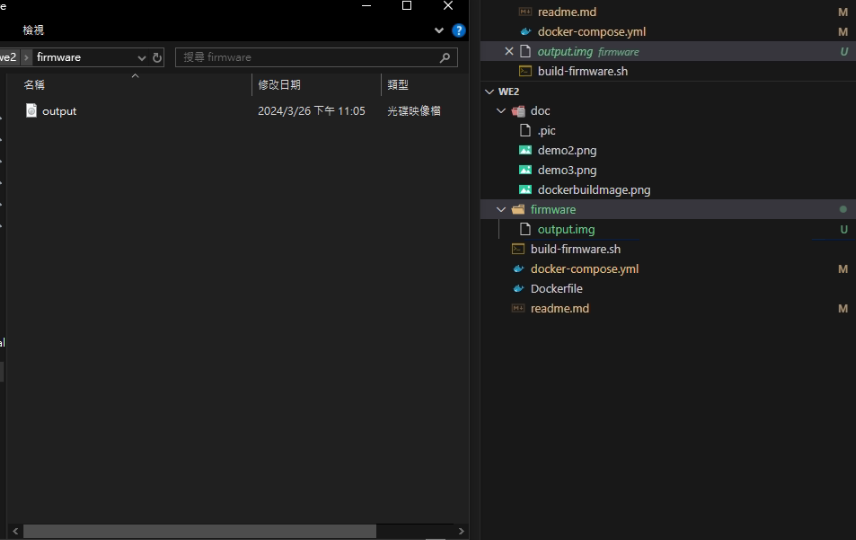 檢視
we2 > firmware
搜尋 firmware
名稱
修改日期
類型
output
2024/3/26 下午 11:05
光碟映像檔
readme.md M
docker-compose.yml M
output.img firmware U
build-firmware.sh
WE2
doc
.pic
demo2.png
demo3.png
dockerbuildmage.png
firmware
output.img U
build-firmware.sh
docker-compose.yml M
Dockerfile
readme.md M